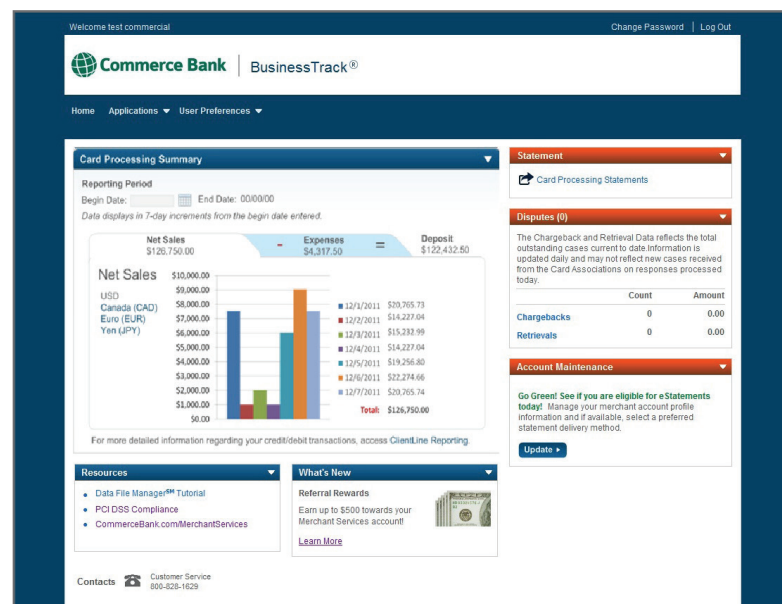 Welcome test commercial
Change Password | Log Out
Commerce Bank | BusinessTrack®
Home Applications User Preferences
Card Processing Summary
Reporting Period
Begin Date: End Date: 00/00/00
Data displays in 7-day increments from the begin date entered.
Net Sales - Expenses = Deposit
$126,750.00 $4,317.50 $122,432.50
Net Sales
USD
Canada (CAD)
Euro (EUR)
Yen (JPY)
$10,000.00
$9,000.00
$8,000.00
$7,000.00
$6,000.00
$5,000.00
$4,000.00
$3,000.00
$2,000.00
$1,000.00
$0.00
12/1/2011 $20,765.73
12/2/2011 $14,227.04
12/3/2011 $15,232.99
12/4/2011 $14,227.04
12/5/2011 $19,256.80
12/6/2011 $22,274.66
12/7/2011 $20,765.74
Total: $126,750.00
For more detailed information regarding your credit/debit transactions, access ClientLine Reporting.
Statement
Card Processing Statements
Disputes (0)
The Chargeback and Retrieval Data reflects the total
outstanding cases current to date.Information is
updated daily and may not reflect new cases received
from the Card Associations on responses processed
today.
Count Amount
Chargebacks 0 0.00
Retrievals 0 0.00
Account Maintenance
Go Green! See if you are eligible for eStatements
today! Manage your merchant account profile
information and if available, select a preferred
statement delivery method.
Update
Resources
Data File Manager℠ Tutorial
PCI DSS Compliance
CommerceBank.com/MerchantServices
What's New
Referral Rewards
Earn up to $500 towards your
Merchant Services account!
Learn More
Contacts
Customer Service
800-828-1629